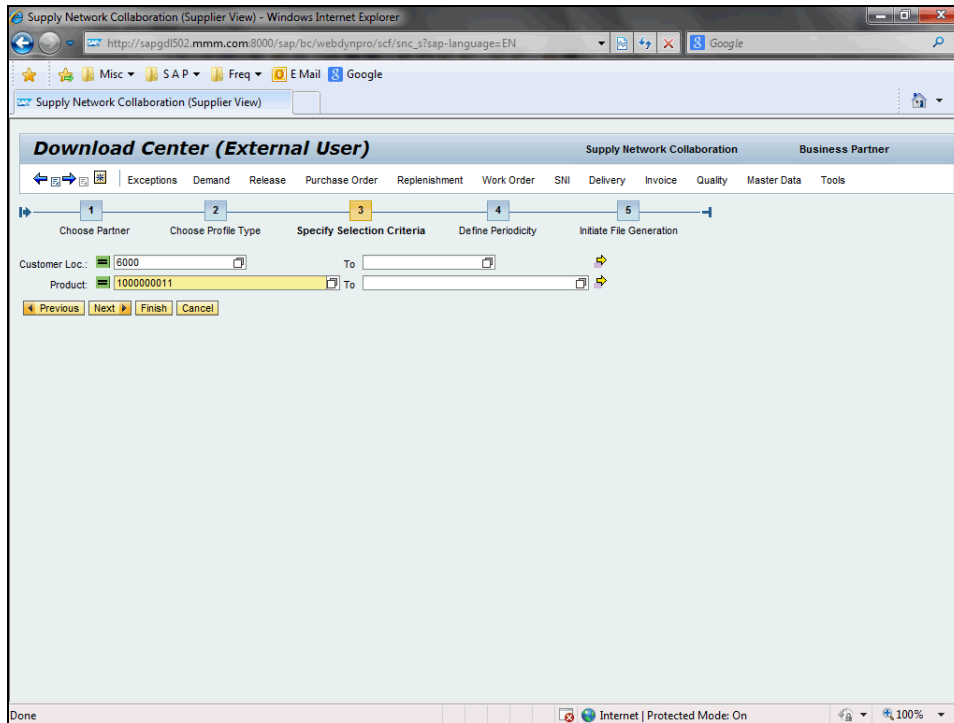 Supply Network Collaboration (Supplier View) - Windows Internet Explorer
http://sapgdl502.mmm.com:8000/sap/bc/webdynpro/scf/snc_s?sap-language=EN
Google
Misc SAP Freq E Mail Google
Supply Network Collaboration (Supplier View)
Download Center (External User) Supply Network Collaboration Business Partner
Exceptions Demand Release Purchase Order Replenishment Work Order SNI Delivery Invoice Quality Master Data Tools
1 2 3 4 5
Choose Partner Choose Profile Type Specify Selection Criteria Define Periodicity Initiate File Generation
Customer Loc.: 6000 To
Product: 1000000011 To
Previous Next Finish Cancel
Done Internet | Protected Mode: On 100%